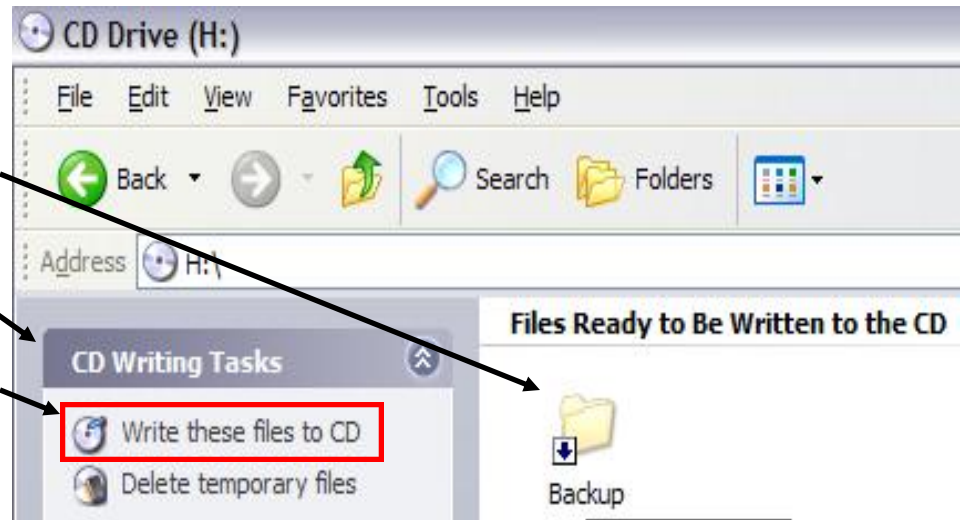 CD Drive (H:)
File Edit View Favorites Tools Help
Back Search Folders
Address H:\
Files Ready to Be Written to the CD
CD Writing Tasks
Write these files to CD
Delete temporary files
Backup